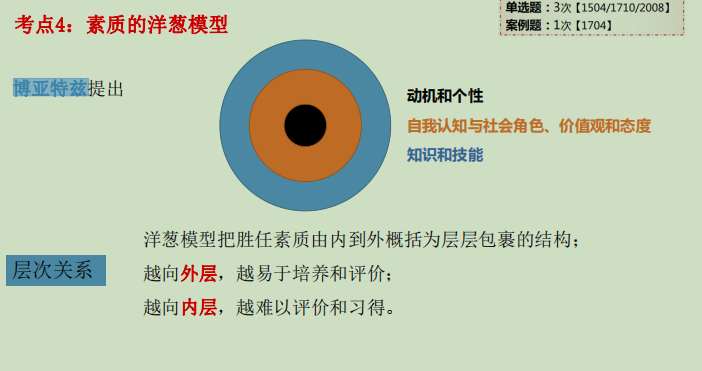 考点4：素质的洋葱模型
单选题：3次【1504/1710/2008】
案例题：1次【1704】
博亚特兹提出
动机和个性
自我认知与社会角色、价值观和态度
知识和技能
层次关系
洋葱模型把胜任素质由内到外概括为层层包裹的结构；
越向外层，越易于培养和评价；
越向内层，越难以评价和习得。